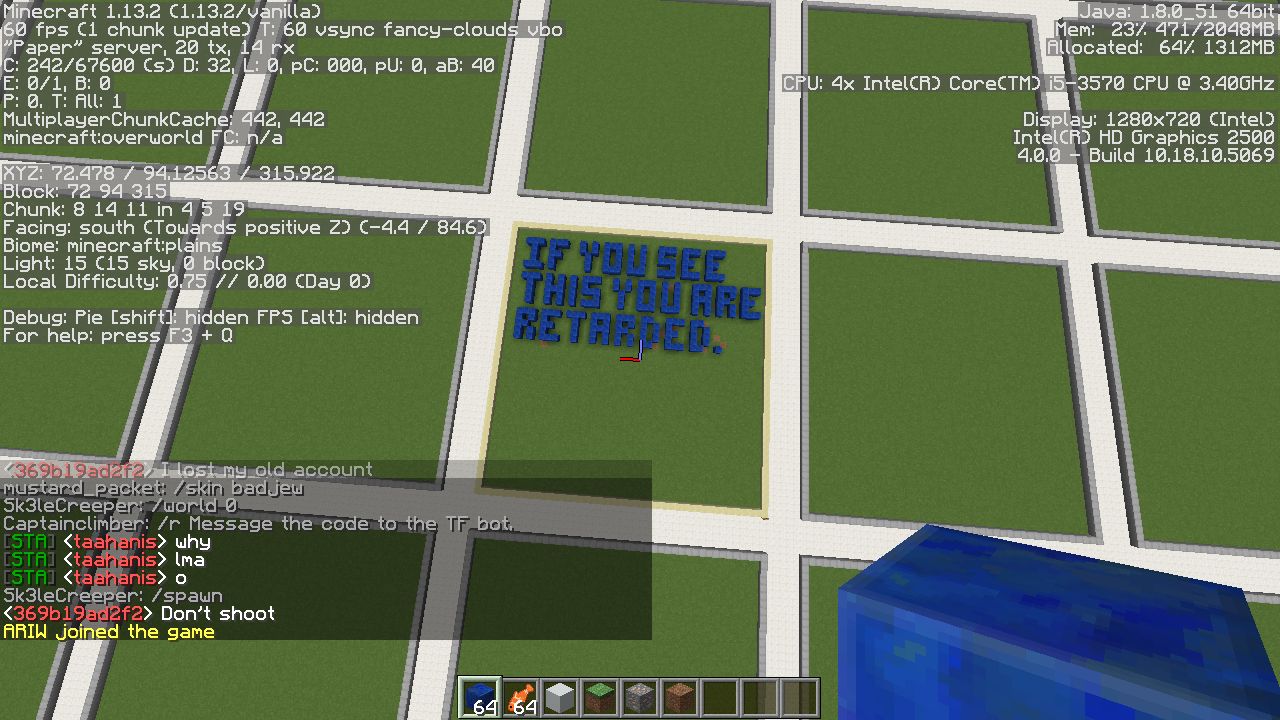 Minecraft 1.13.2 (1.13.2/vanilla)
60 fps (1 chunk update) T: 60 vsync fancy-clouds vbo
"Paper" server, 20 tx, 14 rx
C: 242/67600 (s) D: 32, L: 0, pC: 000, pU: 0, aB: 40
E: 0/1, B: 0
P: 0. T: All: 1
MultiplayerChunkCache: 442, 442
minecraft:overworld FC: n/a
XYZ: 72.478 / 94.12563 / 315.922
Block: 72 94 315
Chunk: 8 14 11 in 4 5 19
Facing: south (Towards positive Z) (-4.4 / 84.6)
Biome: minecraft:plains
Light: 15 (15 sky, 0 block)
Local Difficulty: 0.75 // 0.00 (Day 0)
Debug: Pie [shift]: hidden FPS [alt]: hidden
For help: press F3 + Q
Java: 1.8.0_51 64bit
Mem: 23% 471/2048MB
Allocated: 64% 1312MB
CPU: 4x Intel(R) Core(TM) i5-3570 CPU @ 3.40GHz
Display: 1280x720 (Intel)
Intel(R) HD Graphics 2500
4.0.0 - Build 10.18.10.5069
IF YOU SEE
THIS YOU ARE
RETARDED.
<369b19ad2f2> I lost my old account
mustard_packet: /skin badjew
5k3leCreeper: /world 0
Captainclimber: /r Message the code to the TF bot.
[STA] <taahanis> why
[STA] <taahanis> lma
[STA] <taahanis> o
5k3leCreeper: /spawn
<369b19ad2f2> Don't shoot
ARIW joined the game
64
64